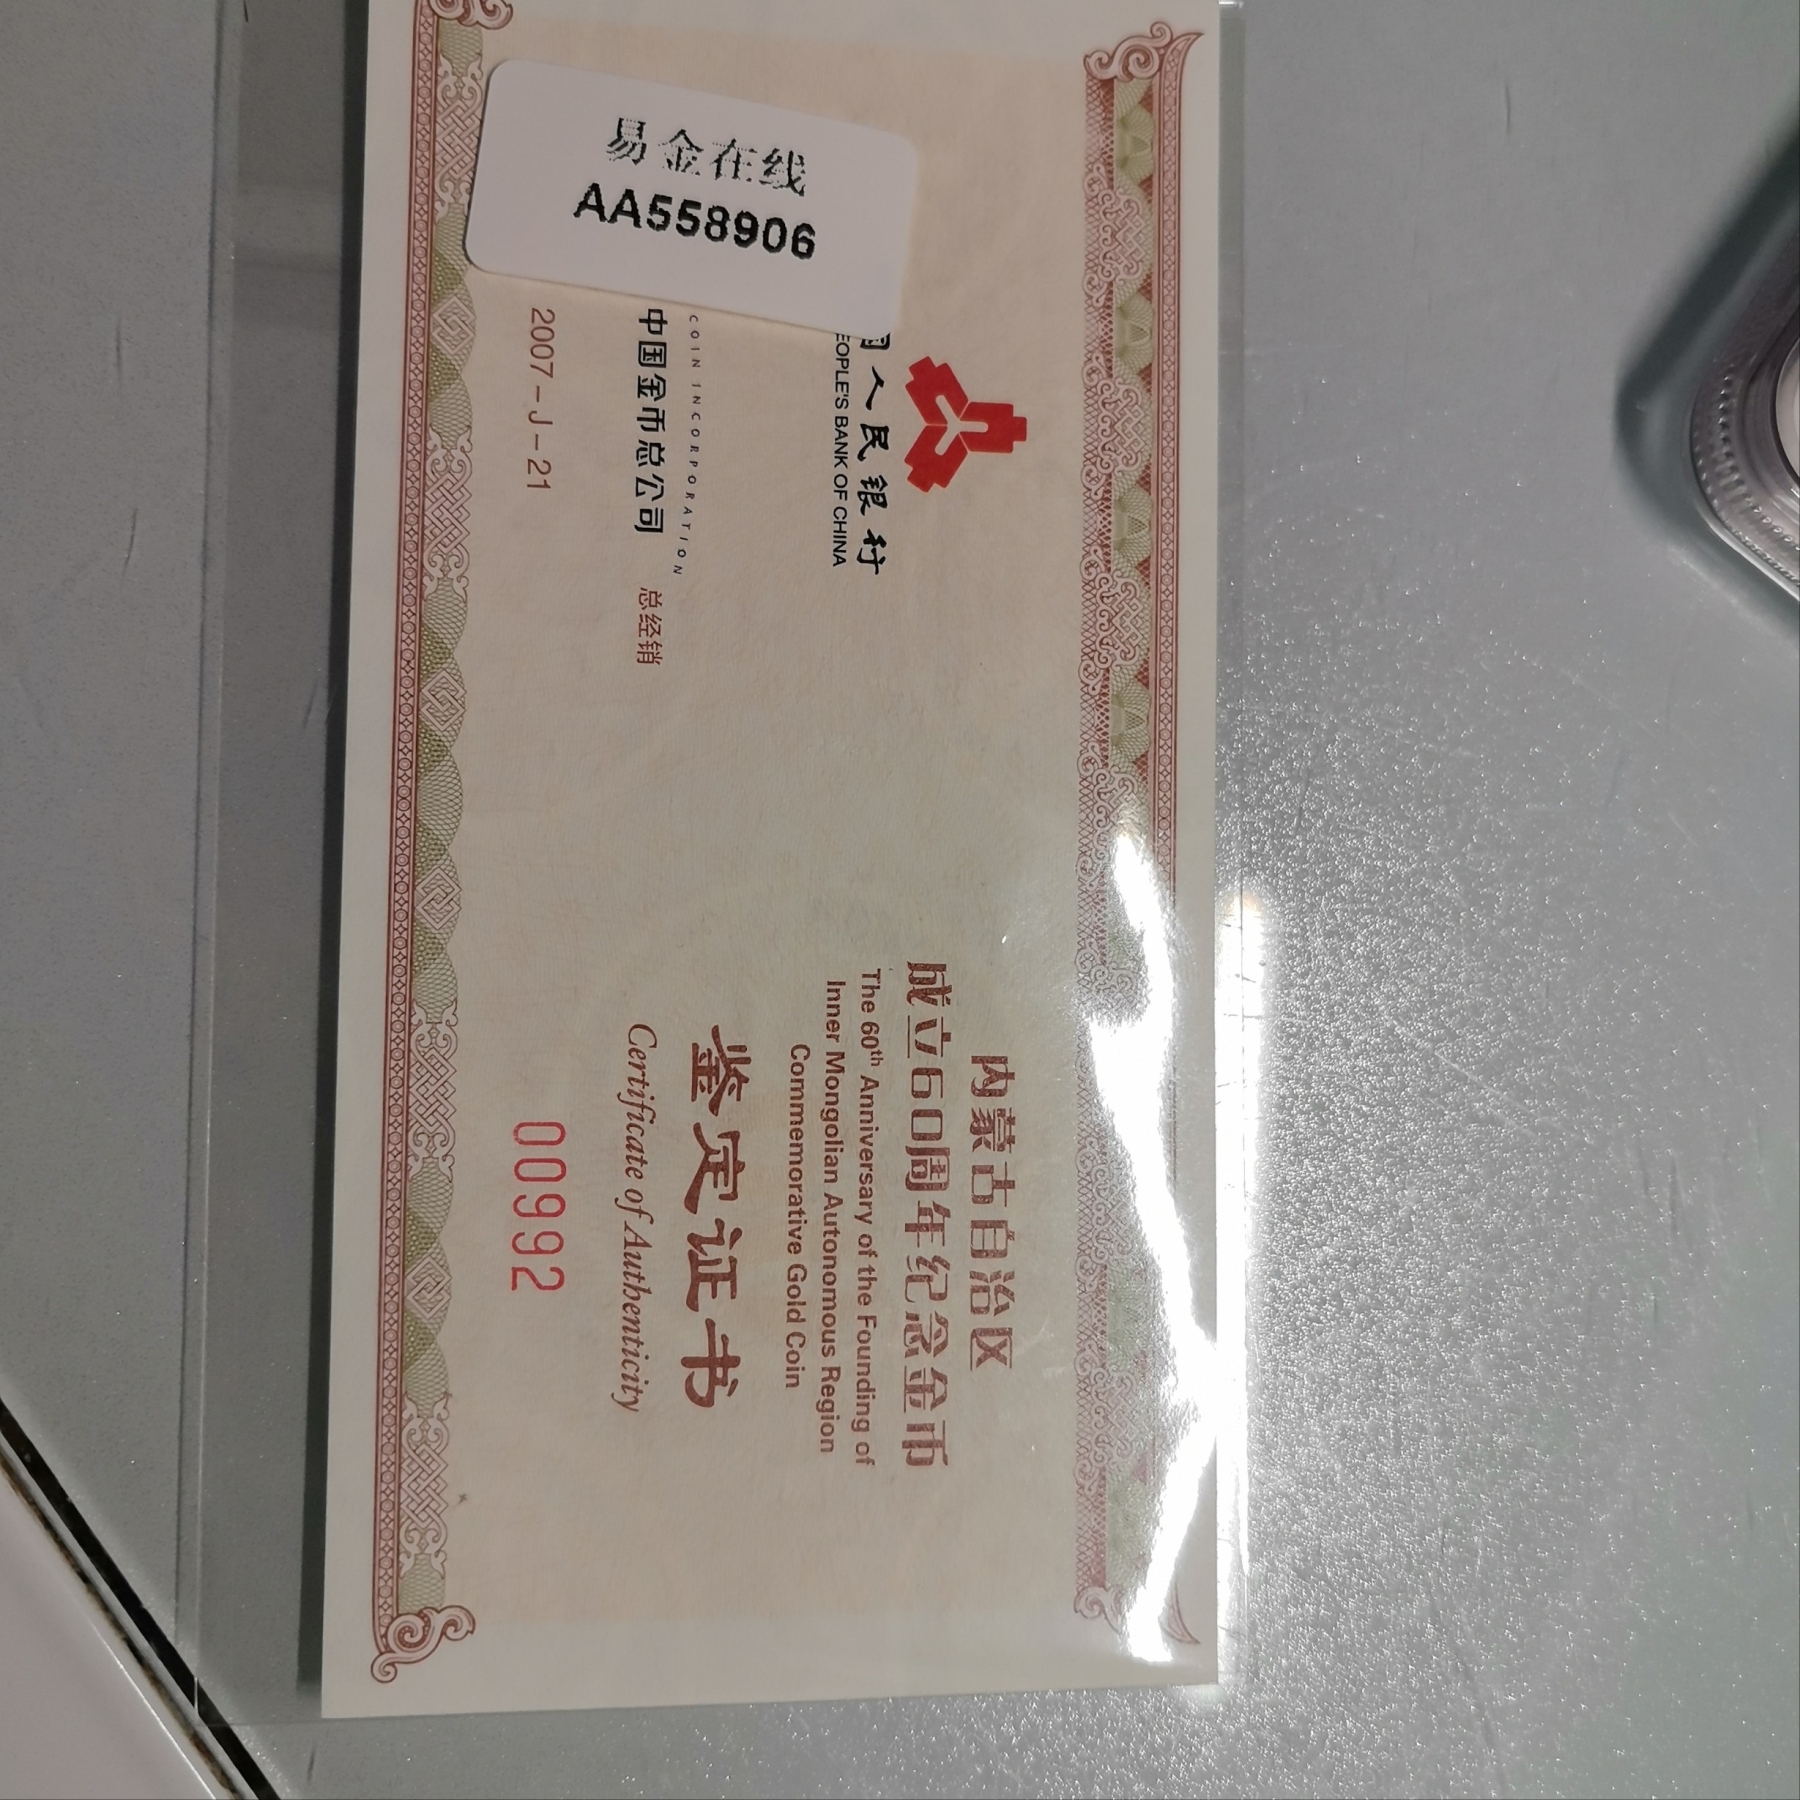 易金在线
AA558906
人民银行
EOPLE'S BANK OF CHINA
COIN INCORPORATION
中国金币总公司 总经销
2007-J-21
内蒙古自治区
成立60周年纪念金币
The 60th Anniversary of the Founding of
Inner Mongolian Autonomous Region
Commemorative Gold Coin
鉴定证书
Certificate of Authenticity
00992